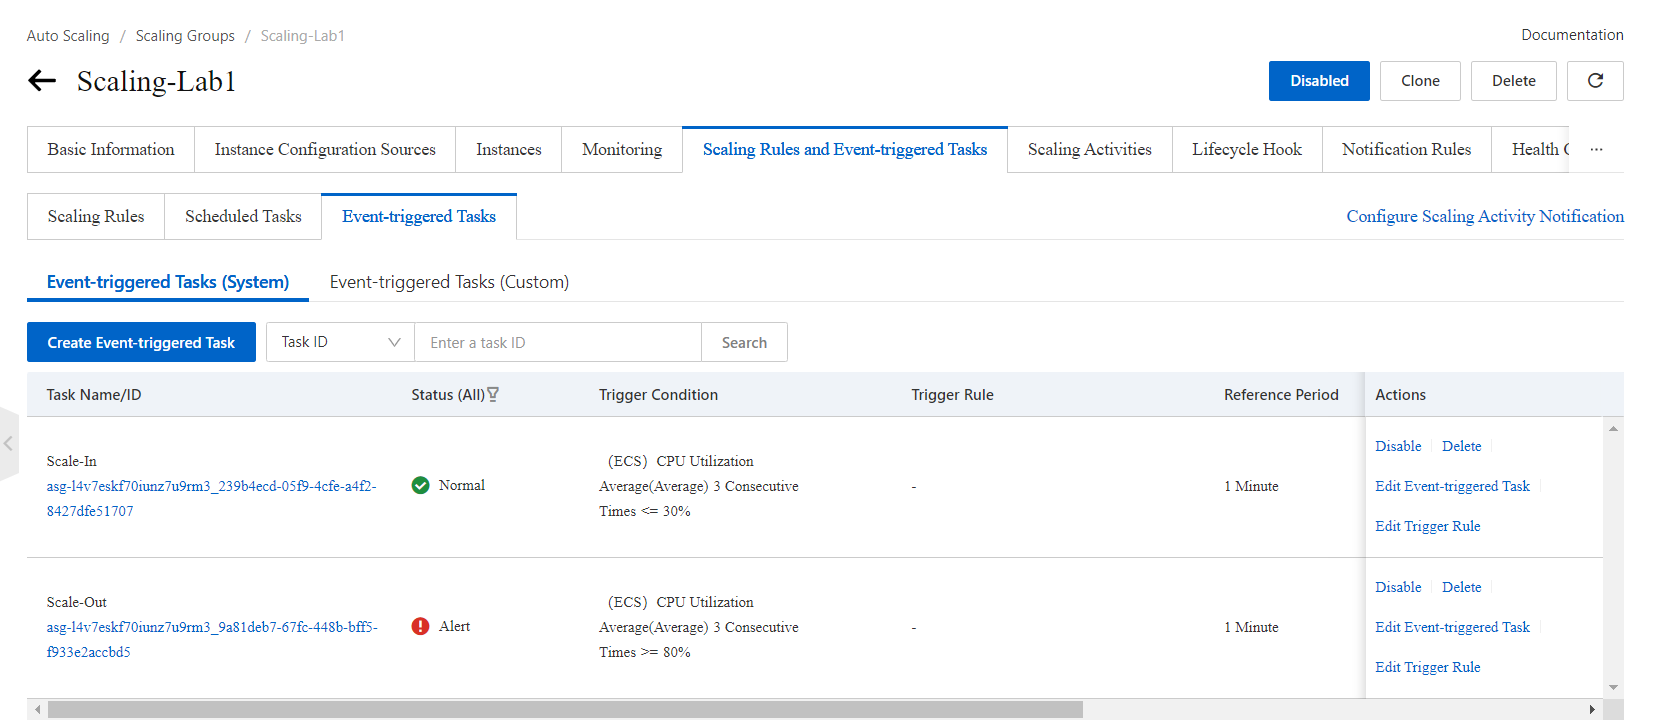 Auto Scaling / Scaling Groups / Scaling-Lab1
Documentation
Scaling-Lab1
Disabled
Clone
Delete
Basic Information
Instance Configuration Sources
Instances
Monitoring
Scaling Rules and Event-triggered Tasks
Scaling Activities
Lifecycle Hook
Notification Rules
Health
...
Scaling Rules
Scheduled Tasks
Event-triggered Tasks
Configure Scaling Activity Notification
Event-triggered Tasks (System)
Event-triggered Tasks (Custom)
Create Event-triggered Task
Task ID
Enter a task ID
Search
Task Name/ID
Status (All)
Trigger Condition
Trigger Rule
Reference Period
Actions
Scale-In
asg-l4v7eskf70iunz7u9rm3_239b4ecd-05f9-4cfe-a4f2-
8427dfe51707
Normal
(ECS) CPU Utilization
Average(Average) 3 Consecutive
Times <= 30%
-
1 Minute
Disable
Delete
Edit Event-triggered Task
Edit Trigger Rule
Scale-Out
asg-l4v7eskf70iunz7u9rm3_9a81deb7-67fc-448b-bff5-
f933e2accbd5
Alert
(ECS) CPU Utilization
Average(Average) 3 Consecutive
Times >= 80%
-
1 Minute
Disable
Delete
Edit Event-triggered Task
Edit Trigger Rule